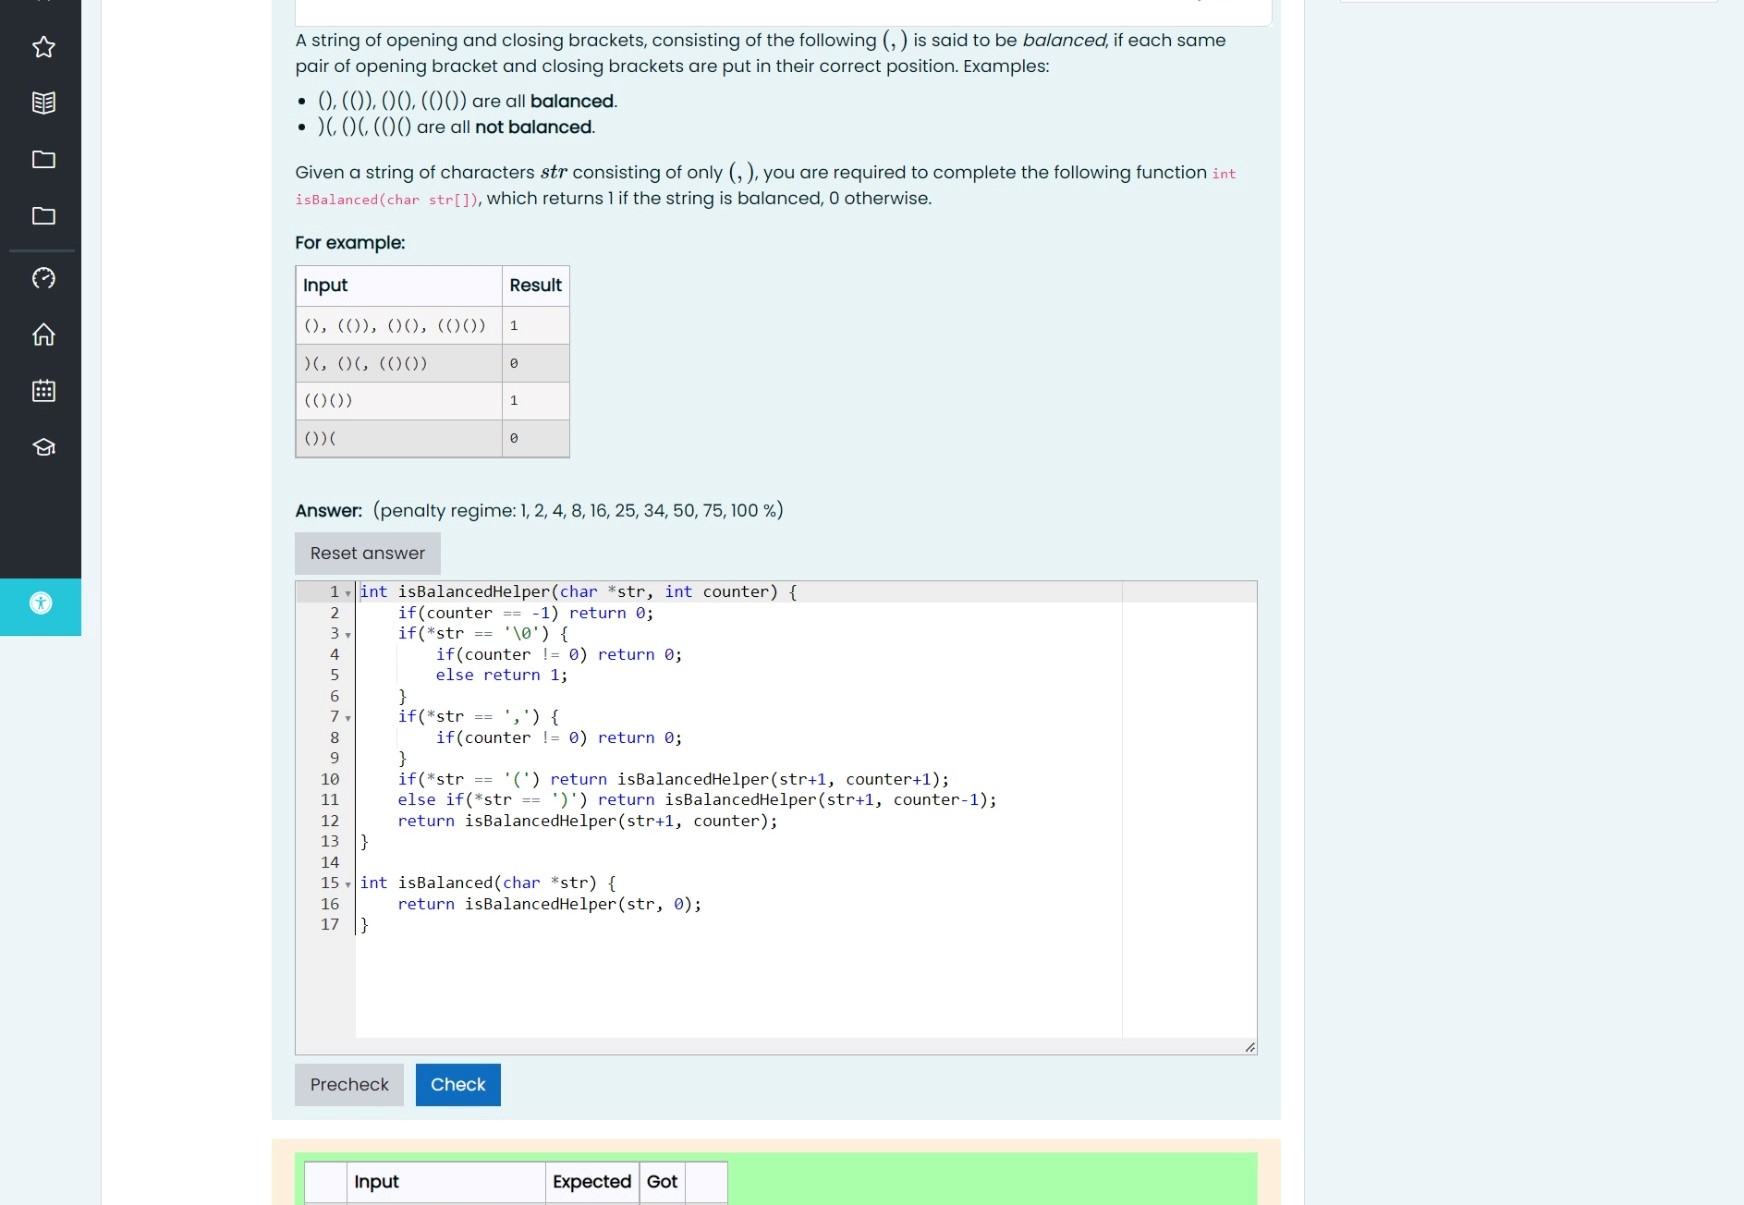 A string of opening and closing brackets, consisting of the following (, ) is said to be balanced, if each same
pair of opening bracket and closing brackets are put in their correct position. Examples:
• (), (()), ()(), (()()) are all balanced.
• )(, ()(, (()() are all not balanced.
Given a string of characters str consisting of only (, ), you are required to complete the following function int
isBalanced(char str[]), which returns 1 if the string is balanced, 0 otherwise.
For example:
Input Result
(), (()), ()(), (()()) 1
)(, ()(, (()()) 0
(()()) 1
())( 0
Answer: (penalty regime: 1, 2, 4, 8, 16, 25, 34, 50, 75, 100 %)
Reset answer
1 int isBalancedHelper(char *str, int counter) {
2 if(counter == -1) return 0;
3 if(*str == '\0') {
4 if(counter != 0) return 0;
5 else return 1;
6 }
7 if(*str == ',') {
8 if(counter != 0) return 0;
9 }
10 if(*str == '(') return isBalancedHelper(str+1, counter+1);
11 else if(*str == ')') return isBalancedHelper(str+1, counter-1);
12 return isBalancedHelper(str+1, counter);
13 }
14
15 int isBalanced(char *str) {
16 return isBalancedHelper(str, 0);
17 }
Precheck Check
Input Expected Got